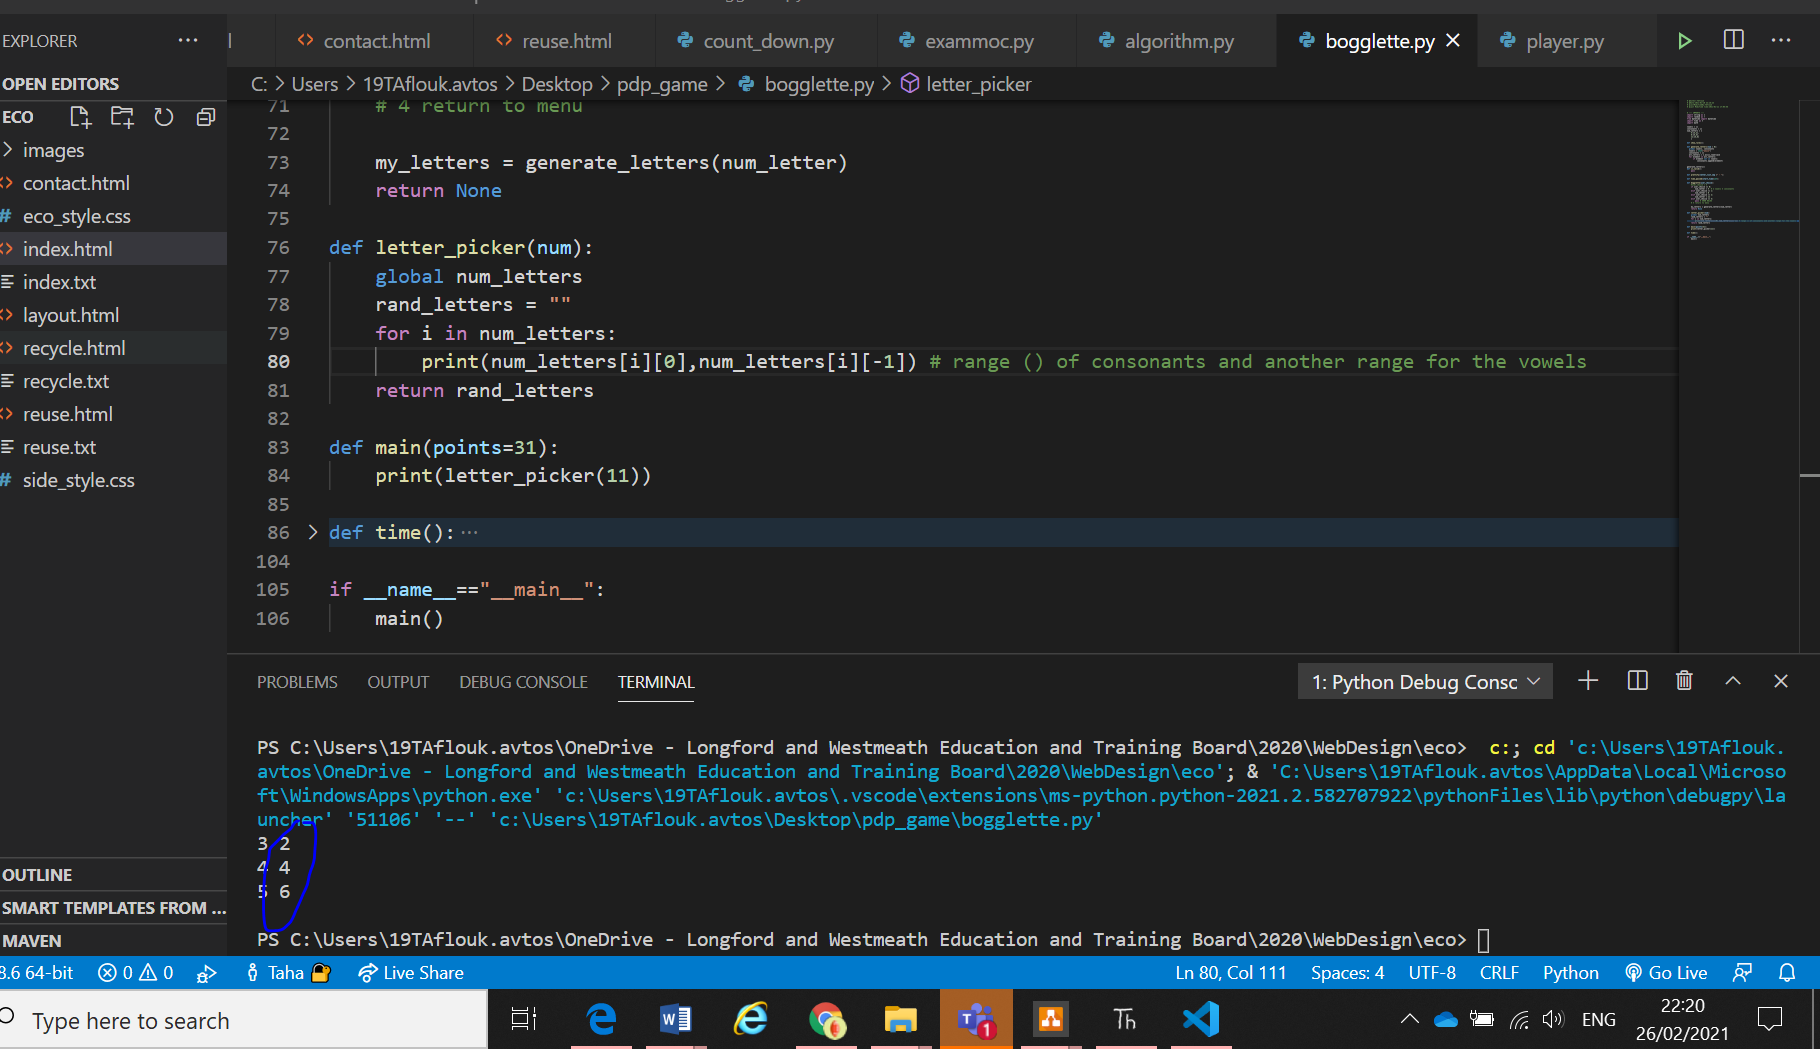 EXPLORER ...
contact.html reuse.html count_down.py exammoc.py algorithm.py bogglette.py player.py ...
OPEN EDITORS
C: > Users > 19TAflouk.avtos > Desktop > pdp_game > bogglette.py > letter_picker
ECO
images
contact.html
# eco_style.css
index.html
index.txt
layout.html
recycle.html
recycle.txt
reuse.html
reuse.txt
# side_style.css
OUTLINE
SMART TEMPLATES FROM ...
MAVEN
71 # 4 return to menu
72
73 my_letters = generate_letters(num_letter)
74 return None
75
76 def letter_picker(num):
77 global num_letters
78 rand_letters = ""
79 for i in num_letters:
80 print(num_letters[i][0],num_letters[i][-1]) # range () of consonants and another range for the vowels
81 return rand_letters
82
83 def main(points=31):
84 print(letter_picker(11))
85
86 > def time():...
104
105 if __name__=="__main__":
106 main()
PROBLEMS OUTPUT DEBUG CONSOLE TERMINAL 1: Python Debug Consc
PS C:\Users\19TAflouk.avtos\OneDrive - Longford and Westmeath Education and Training Board\2020\WebDesign\eco> c:; cd 'c:\Users\19TAflouk.
avtos\OneDrive - Longford and Westmeath Education and Training Board\2020\WebDesign\eco'; & 'C:\Users\19TAflouk.avtos\AppData\Local\Microso
ft\WindowsApps\python.exe' 'c:\Users\19TAflouk.avtos\.vscode\extensions\ms-python.python-2021.2.582707922\pythonFiles\lib\python\debugpy\la
uncher' '51106' '--' 'c:\Users\19TAflouk.avtos\Desktop\pdp_game\bogglette.py'
3 2
4 4
5 6
PS C:\Users\19TAflouk.avtos\OneDrive - Longford and Westmeath Education and Training Board\2020\WebDesign\eco>
8.6 64-bit 0 0 Taha Live Share Ln 80, Col 111 Spaces: 4 UTF-8 CRLF Python Go Live
Type here to search
1
Th
ENG
22:20
26/02/2021